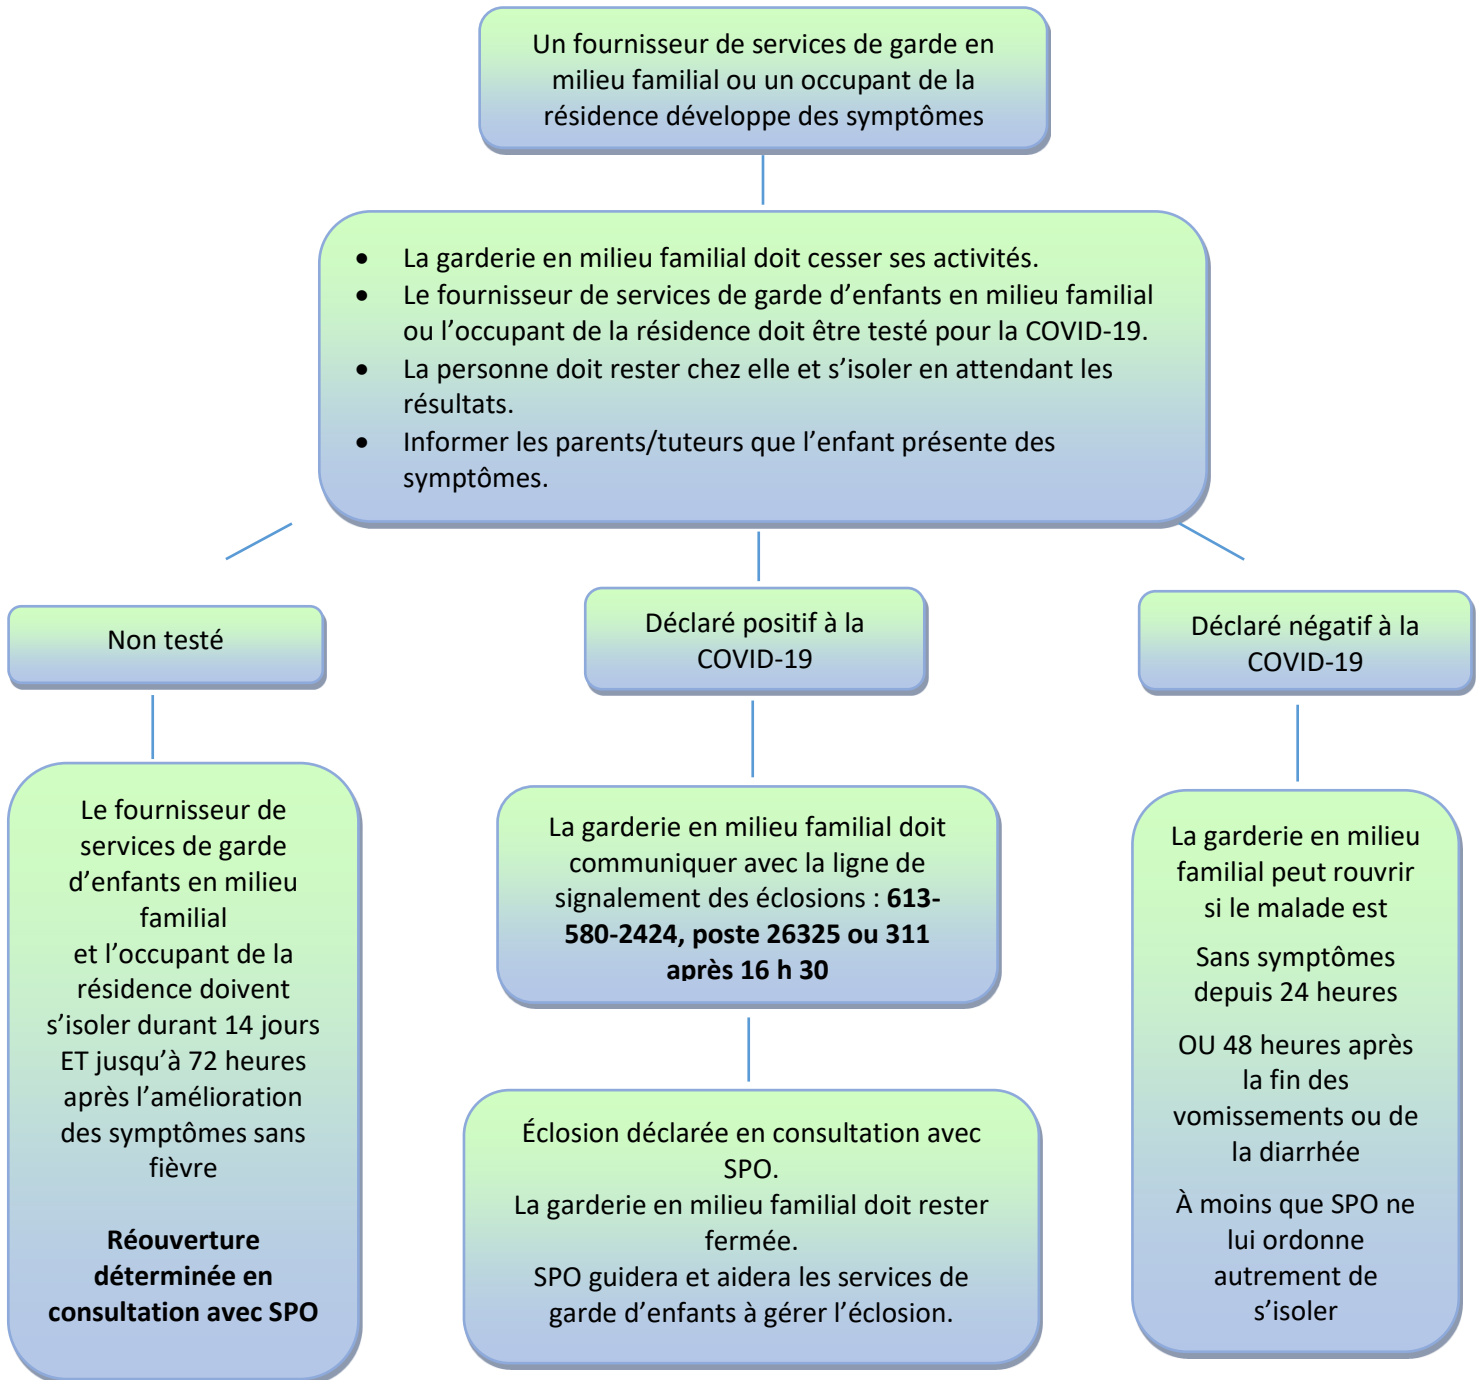 Un fournisseur de services de garde en
milieu familial ou un occupant de la
résidence développe des symptômes
• La garderie en milieu familial doit cesser ses activités.
• Le fournisseur de services de garde d’enfants en milieu familial
ou l’occupant de la résidence doit être testé pour la COVID-19.
• La personne doit rester chez elle et s’isoler en attendant les
résultats.
• Informer les parents/tuteurs que l’enfant présente des
symptômes.
Non testé
Le fournisseur de
services de garde
d’enfants en milieu
familial
et l’occupant de la
résidence doivent
s’isoler durant 14 jours
ET jusqu’à 72 heures
après l’amélioration
des symptômes sans
fièvre
Réouverture
déterminée en
consultation avec SPO
Déclaré positif à la
COVID-19
La garderie en milieu familial doit
communiquer avec la ligne de
signalement des éclosions : 613-
580-2424, poste 26325 ou 311
après 16 h 30
Éclosion déclarée en consultation avec
SPO.
La garderie en milieu familial doit rester
fermée.
SPO guidera et aidera les services de
garde d’enfants à gérer l’éclosion.
Déclaré négatif à la
COVID-19
La garderie en milieu
familial peut rouvrir
si le malade est
Sans symptômes
depuis 24 heures
OU 48 heures après
la fin des
vomissements ou de
la diarrhée
À moins que SPO ne
lui ordonne
autrement de
s’isoler